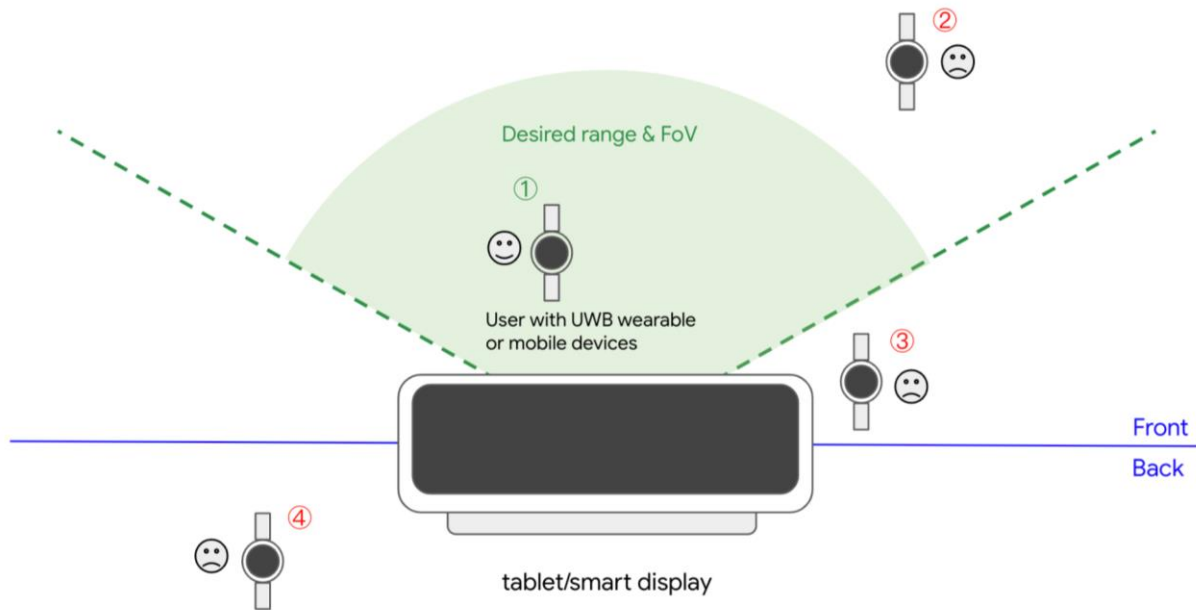 ②
Desired range & FoV
①
User with UWB wearable
or mobile devices
③
Front
Back
④
tablet/smart display